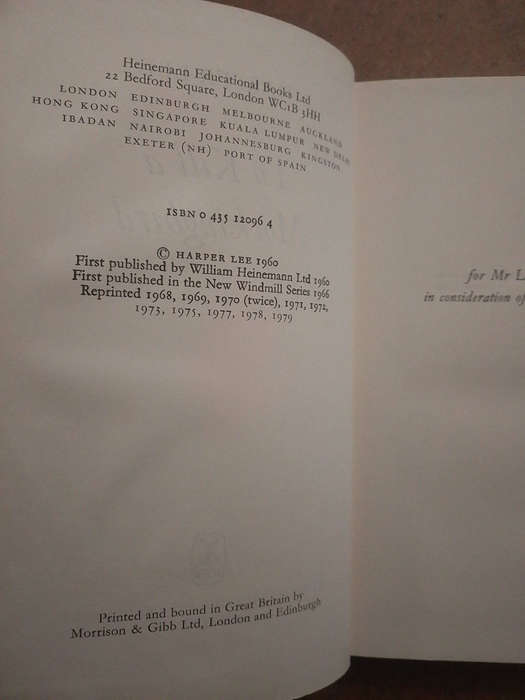 Heinemann Educational Books Ltd
22 Bedford Square, London WC1B 3HH
LONDON EDINBURGH MELBOURNE AUCKLAND
HONG KONG SINGAPORE KUALA LUMPUR NEW DELHI
IBADAN NAIROBI JOHANNESBURG KINGSTON
EXETER (NH) PORT OF SPAIN
ISBN 0 435 12096 4
© HARPER LEE 1960
First published by William Heinemann Ltd 1960
First published in the New Windmill Series 1966
Reprinted 1968, 1969, 1970 (twice), 1971, 1972,
1973, 1975, 1977, 1978, 1979
Printed and bound in Great Britain by
Morrison & Gibb Ltd, London and Edinburgh
for Mr L
in consideration of